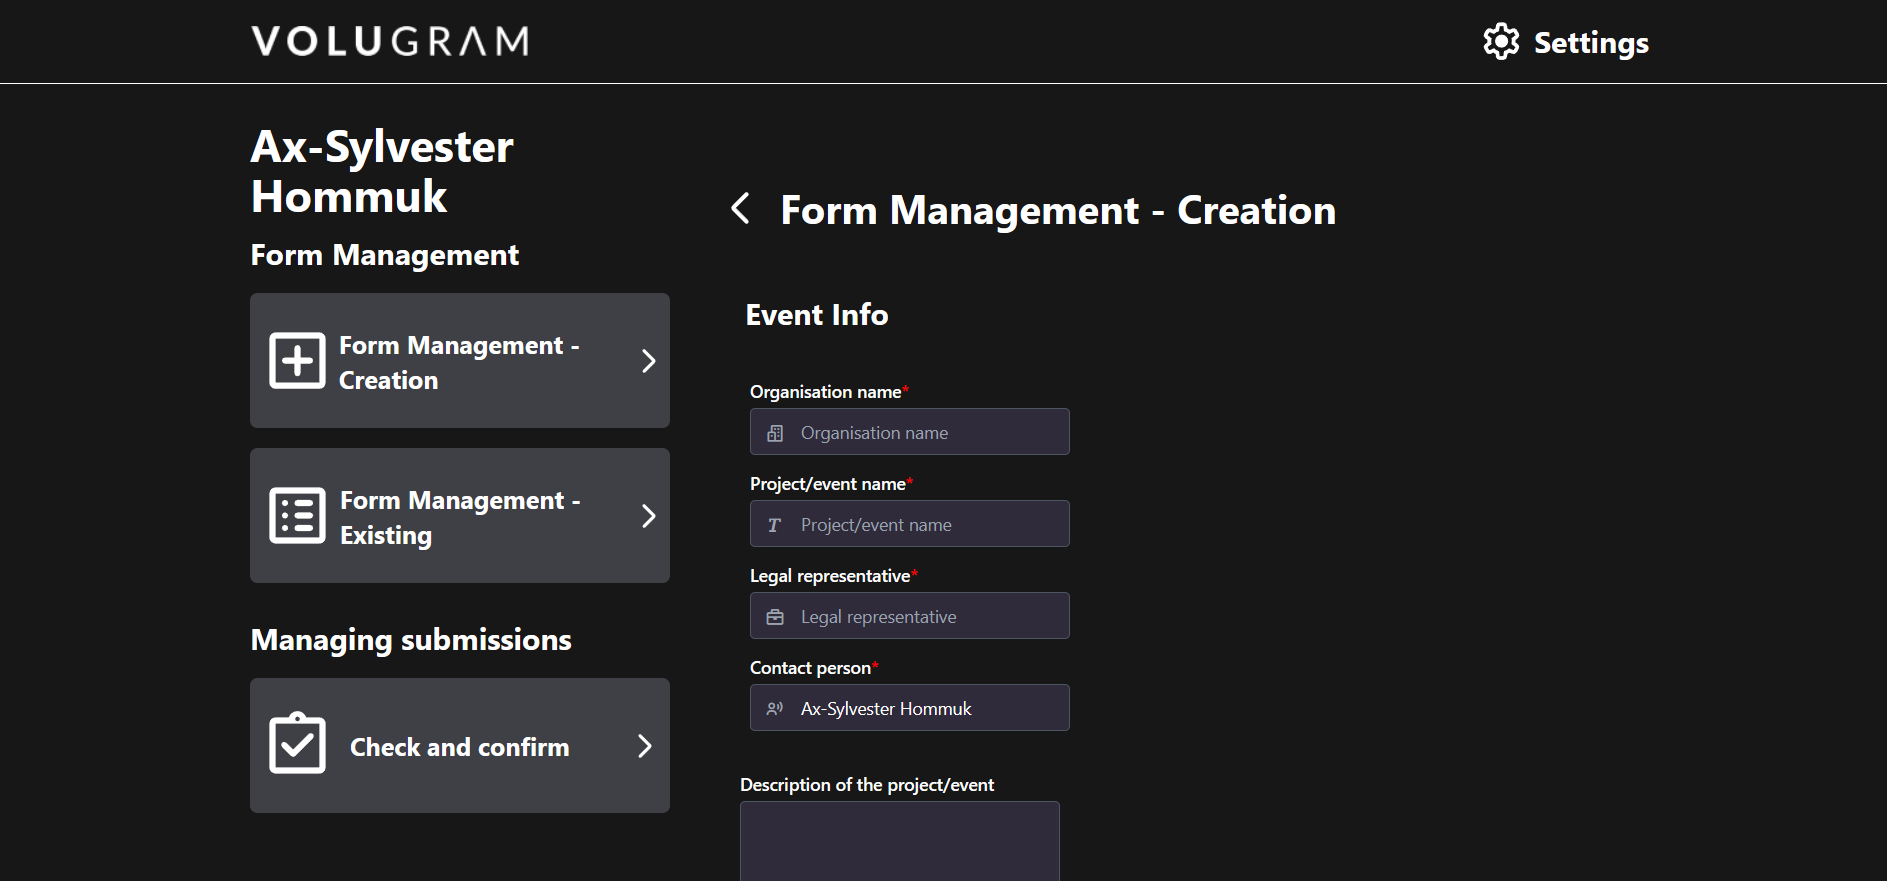 VOLUGRAM
Settings
Ax-Sylvester
Hommuk
Form Management
Form Management -
Creation
Form Management -
Existing
Managing submissions
Check and confirm
Form Management - Creation
Event Info
Organisation name*
Organisation name
Project/event name*
Project/event name
Legal representative*
Legal representative
Contact person*
Ax-Sylvester Hommuk
Description of the project/event